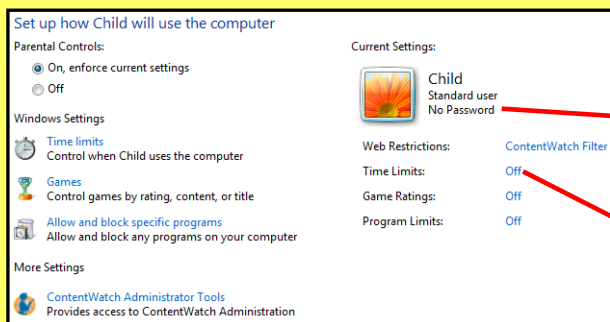 Set up how Child will use the computer
Parental Controls:
On, enforce current settings
Off
Windows Settings
Time limits
Control when Child uses the computer
Games
Control games by rating, content, or title
Allow and block specific programs
Allow and block any programs on your computer
More Settings
ContentWatch Administrator Tools
Provides access to ContentWatch Administration
Current Settings:
Child
Standard user
No Password
Web Restrictions: ContentWatch Filter
Time Limits: Off
Game Ratings: Off
Program Limits: Off